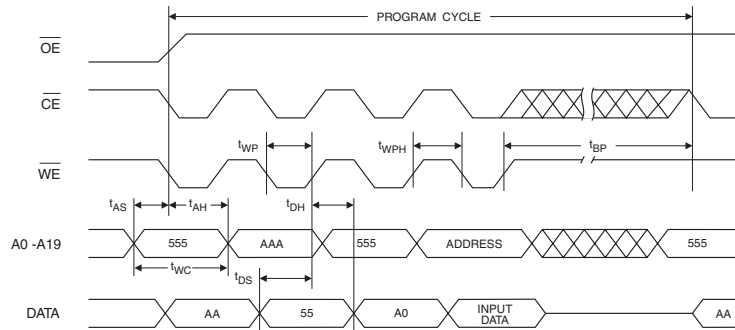 PROGRAM CYCLE
OE
CE
tWP
tWPH
tBP
WE
tAS
tAH
tDH
A0 -A19
555
AAA
555
ADDRESS
555
tWC
tDS
DATA
AA
55
A0
INPUT
DATA
AA